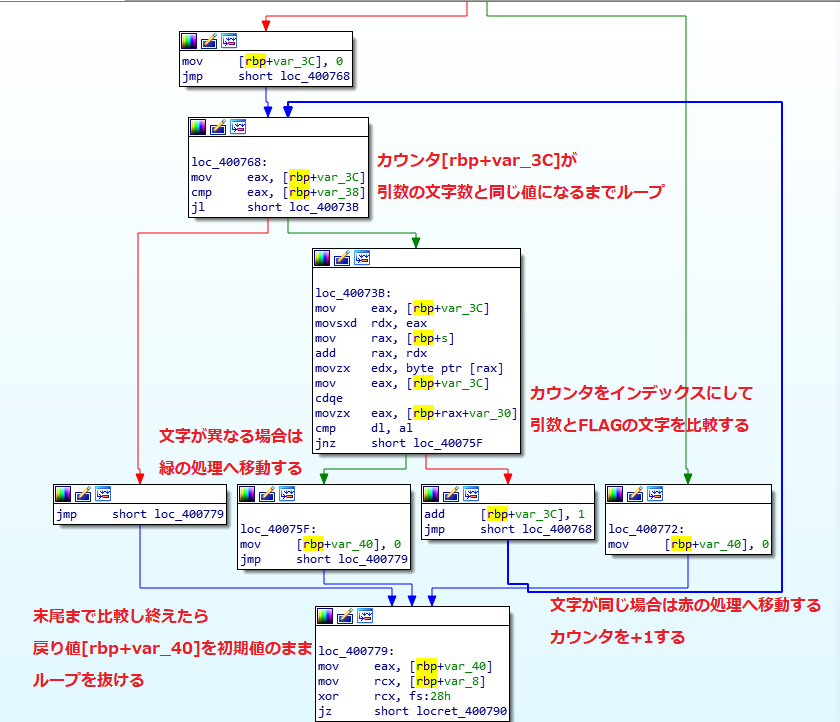 mov     [rbp+var_3C], 0
jmp     short loc_400768
loc_400768:
mov     eax, [rbp+var_3C]
cmp     eax, [rbp+var_38]
jl      short loc_40073B
カウンタ[rbp+var_3C]が
引数の文字数と同じ値になるまでループ
loc_40073B:
mov     eax, [rbp+var_3C]
movsxd  rdx, eax
mov     rax, [rbp+s]
add     rax, rdx
movzx   edx, byte ptr [rax]
mov     eax, [rbp+var_3C]
cdqe
movzx   eax, [rbp+rax+var_30]
cmp     dl, al
jnz     short loc_40075F
カウンタをインデックスにして
引数とFLAGの文字を比較する
文字が異なる場合は
緑の処理へ移動する
jmp     short loc_400779
loc_40075F:
mov     [rbp+var_40], 0
jmp     short loc_400779
add     [rbp+var_3C], 1
jmp     short loc_400768
loc_400772:
mov     [rbp+var_40], 0
文字が同じ場合は赤の処理へ移動する
カウンタを+1する
末尾まで比較し終えたら
戻り値[rbp+var_40]を初期値のまま
ループを抜ける
loc_400779:
mov     eax, [rbp+var_40]
mov     rcx, [rbp+var_8]
xor     rcx, fs:28h
jz      short locret_400790